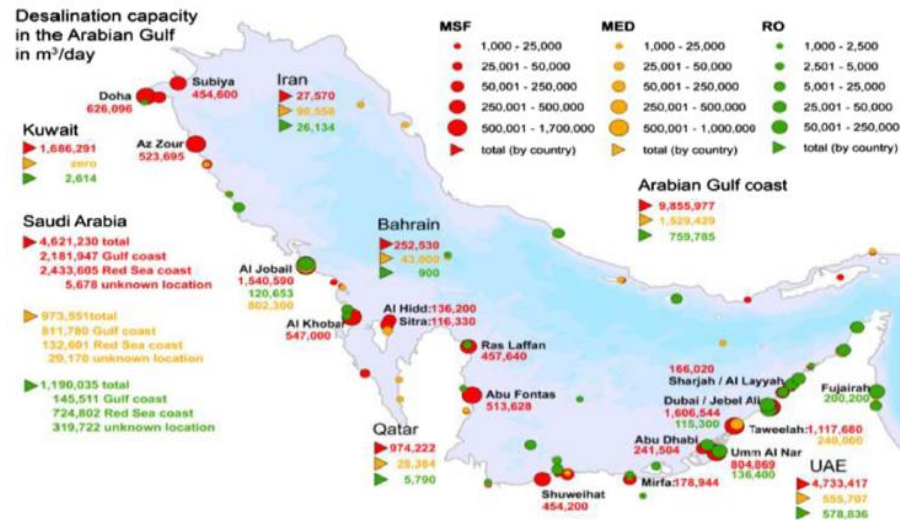 Desalination capacity
in the Arabian Gulf
in m³/day
MSF
1,000 - 25,000
25,001 - 50,000
50,001 - 250,000
250,001 - 500,000
500,001 - 1,700,000
total (by country)
MED
1,000 - 25,000
25,001 - 50,000
50,001 - 250,000
250,001 - 500,000
500,001 - 1,000,000
total (by country)
RO
1,000 - 2,500
2,501 - 5,000
5,001 - 25,000
25,001 - 50,000
50,001 - 250,000
total (by country)
Doha
626,096
Subiya
454,600
Iran
27,570
26,134
Kuwait
1,686,291
zero
2,614
Az Zour
523,695
Arabian Gulf coast
9,855,977
1,529,429
759,785
Saudi Arabia
4,621,230 total
2,181,947 Gulf coast
2,433,605 Red Sea coast
5,678 unknown location
973,551total
811,780 Gulf coast
132,601 Red Sea coast
29,170 unknown location
1,190,035 total
145,511 Gulf coast
724,802 Red Sea coast
319,722 unknown location
Bahrain
252,530
43,000
900
Al Jobail
1,540,590
120,653
802,300
Al Khobar
547,000
Al Hidd:136,200
Sitra:116,330
Ras Laffan
457,640
Abu Fontas
513,628
Qatar
974,222
28,384
5,790
166,020
Sharjah / Al Layyah
Dubai / Jebel Ali
1,606,544
115,300
Fujairah
200,200
Taweelah:1,117,680
240,000
Abu Dhabi
241,504
Umm Al Nar
804,869
136,400
Shuweihat
454,200
Mirfa:178,944
UAE
4,733,417
555,707
578,836